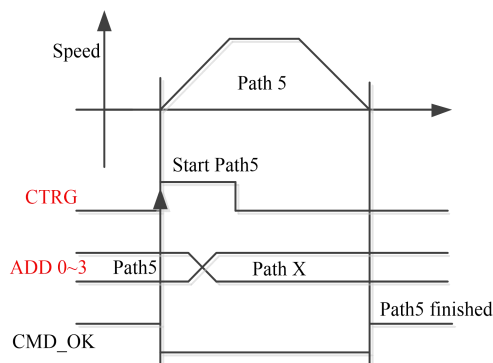 Speed
Path 5
Start Path5
CTRG
ADD 0~3 Path5 Path X
Path5 finished
CMD_OK